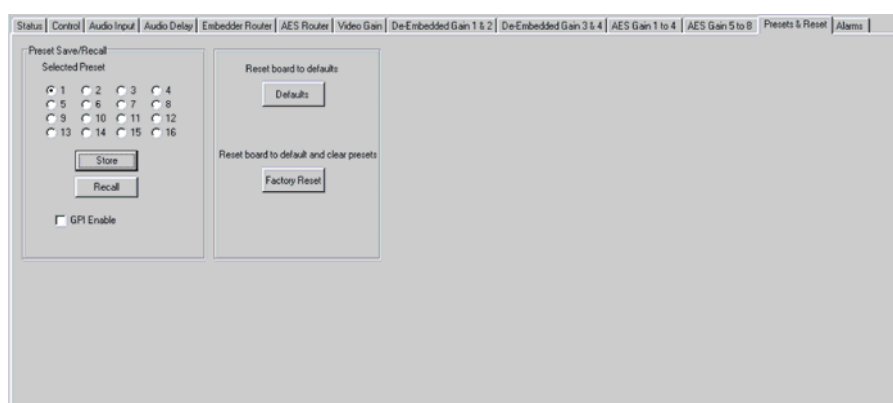 Status Control Audio Input Audio Delay Embedder Router AES Router Video Gain De-Embedded Gain 1 & 2 De-Embedded Gain 3 & 4 AES Gain 1 to 4 AES Gain 5 to 8 Presets & Reset Alarms
Preset Save/Recall
Selected Preset
1 2 3 4
5 6 7 8
9 10 11 12
13 14 15 16
Store
Recall
GPI Enable
Reset board to defaults
Defaults
Reset board to default and clear presets
Factory Reset